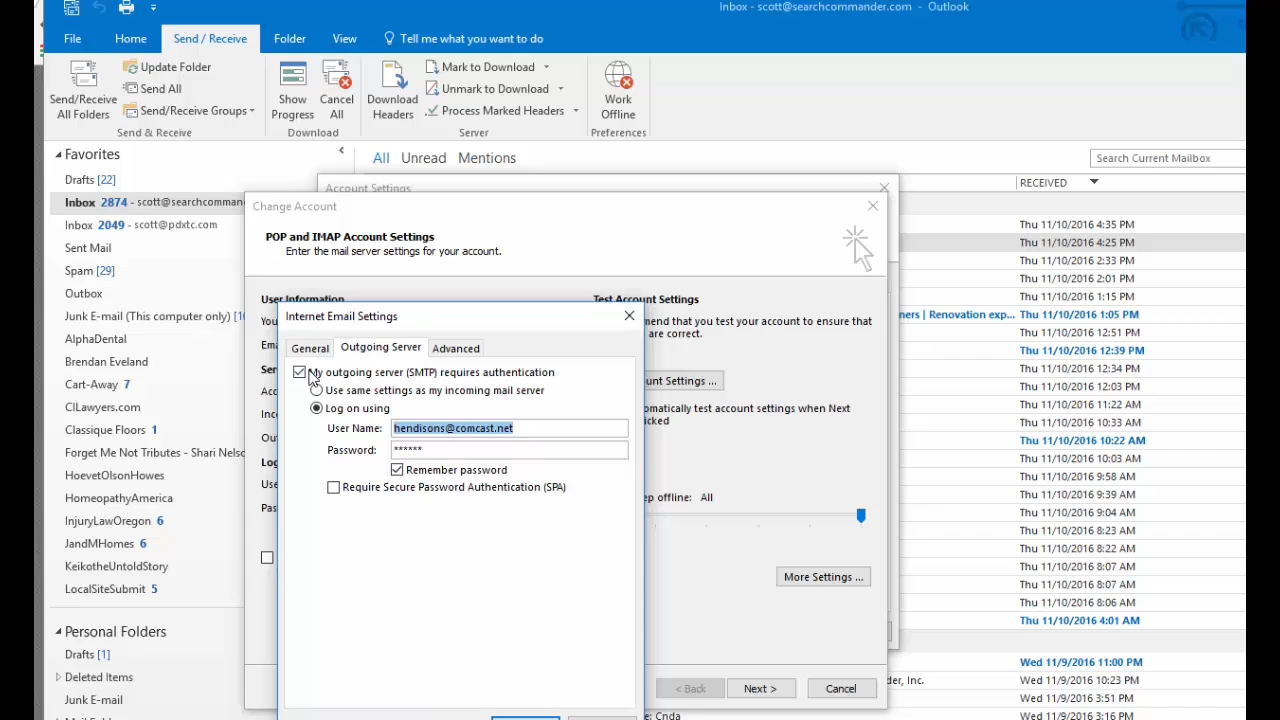 Inbox - scott@searchcommander.com - Outlook
File
Home
Send / Receive
Folder
View
Tell me what you want to do
Send/Receive All Folders
Update Folder
Send All
Send/Receive Groups
Send & Receive
Show Progress
Cancel All
Download
Download Headers
Mark to Download
Unmark to Download
Process Marked Headers
Server
Work Offline
Preferences
Favorites
Drafts [22]
Inbox 2874 - scott@searchcomman
Inbox 2049 - scott@pdxtc.com
Sent Mail
Spam [29]
Outbox
Junk E-mail (This computer only)
AlphaDental
Brendan Eveland
Cart-Away 7
CILawyers.com
Classique Floors 1
Forget Me Not Tributes - Shari Nels
HoevetOlsonHowes
HomeopathyAmerica
InjuryLawOregon 6
JandMHomes 6
KeikotheUntoldStory
LocalSiteSubmit 5
Personal Folders
Drafts [1]
Deleted Items
Junk E-mail
All
Unread
Mentions
Search Current Mailbox
RECEIVED
Account Settings
Change Account
POP and IMAP Account Settings
Enter the mail server settings for your account.
User Information
Test Account Settings
mend that you test your account to ensure that
are correct.
unt Settings ...
omatically test account settings when Next
icked
ep offline: All
More Settings ...
< Back
Next >
Cancel
Internet Email Settings
General
Outgoing Server
Advanced
My outgoing server (SMTP) requires authentication
Use same settings as my incoming mail server
Log on using
User Name: hendisons@comcast.net
Password: ******
Remember password
Require Secure Password Authentication (SPA)
Thu 11/10/2016 4:35 PM
Thu 11/10/2016 4:25 PM
Thu 11/10/2016 2:33 PM
Thu 11/10/2016 2:01 PM
Thu 11/10/2016 1:15 PM
ners | Renovation exp... Thu 11/10/2016 1:05 PM
Thu 11/10/2016 12:51 PM
Thu 11/10/2016 12:39 PM
Thu 11/10/2016 12:34 PM
Thu 11/10/2016 12:03 PM
Thu 11/10/2016 11:22 AM
Thu 11/10/2016 10:22 AM
Thu 11/10/2016 10:03 AM
Thu 11/10/2016 9:58 AM
Thu 11/10/2016 9:39 AM
Thu 11/10/2016 9:04 AM
Thu 11/10/2016 8:23 AM
Thu 11/10/2016 8:22 AM
Thu 11/10/2016 8:07 AM
Thu 11/10/2016 8:07 AM
Thu 11/10/2016 8:06 AM
Thu 11/10/2016 4:01 AM
Wed 11/9/2016 11:00 PM
der, Inc. Wed 11/9/2016 10:23 PM
Wed 11/9/2016 3:51 PM
e: Cnda Wed 11/9/2016 3:16 PM